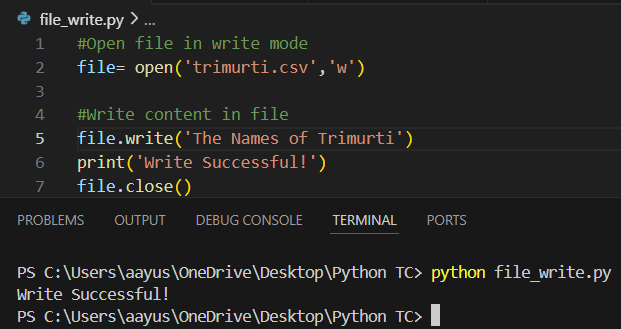 file_write.py > ...
1 #Open file in write mode
2 file= open('trimurti.csv','w')
3
4 #Write content in file
5 file.write('The Names of Trimurti')
6 print('Write Successful!')
7 file.close()
PROBLEMS OUTPUT DEBUG CONSOLE TERMINAL PORTS
PS C:\Users\aayus\OneDrive\Desktop\Python TC> python file_write.py
Write Successful!
PS C:\Users\aayus\OneDrive\Desktop\Python TC>